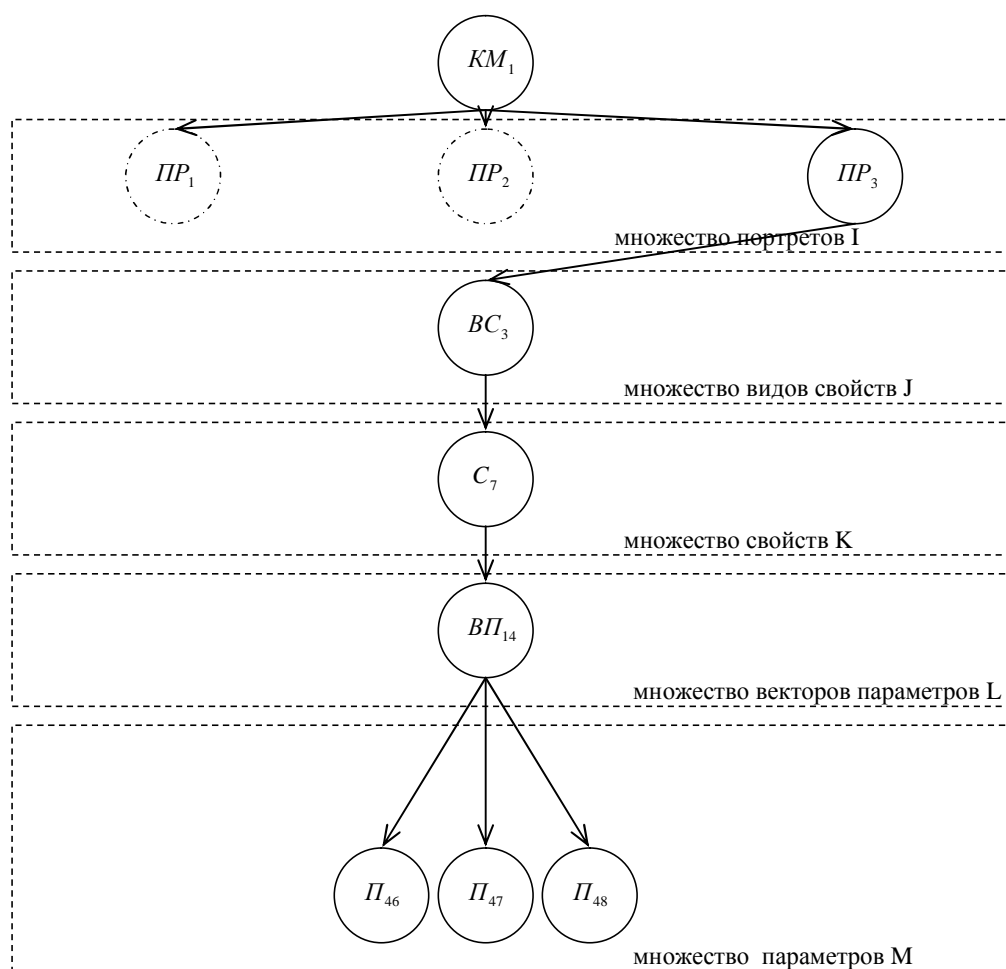 КМ₁
ПР₁ ПР₂ ПР₃
множество портретов I
ВС₃
множество видов свойств J
С₇
множество свойств K
ВП₁₄
множество векторов параметров L
П₄₆ П₄₇ П₄₈
множество параметров M